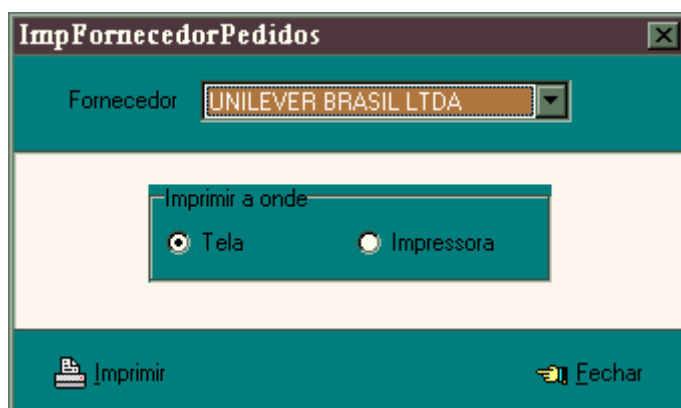 ImpFornecedorPedidos
Fornecedor UNILEVER BRASIL LTDA
Imprimir a onde
Tela Impressora
Imprimir Fechar